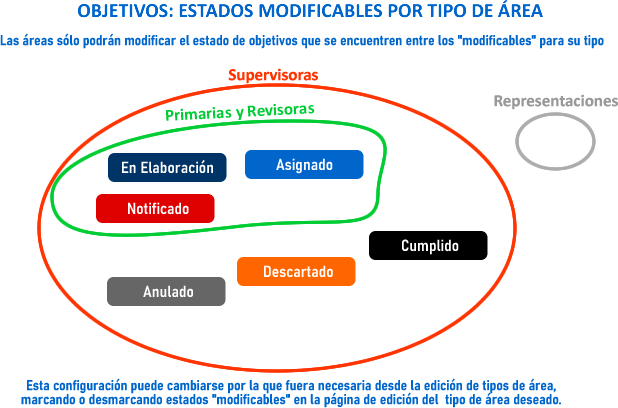 OBJETIVOS: ESTADOS MODIFICABLES POR TIPO DE ÁREA
Las áreas sólo podrán modificar el estado de objetivos que se encuentren entre los "modificables" para su tipo
Supervisoras
Representaciones
Primarias y Revisoras
En Elaboración
Asignado
Notificado
Cumplido
Descartado
Anulado
Esta configuración puede cambiarse por la que fuera necesaria desde la edición de tipos de área,
marcando o desmarcando estados "modificables" en la página de edición del tipo de área deseado.